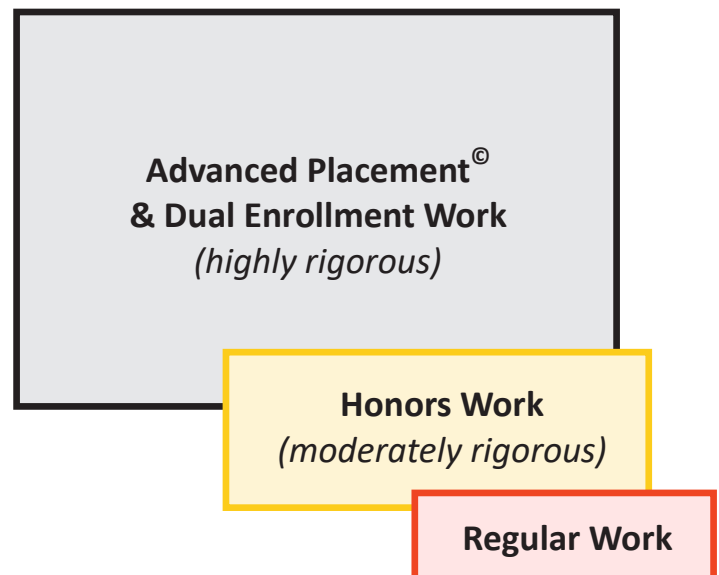 Advanced Placement©
& Dual Enrollment Work
(highly rigorous)
Honors Work
(moderately rigorous)
Regular Work